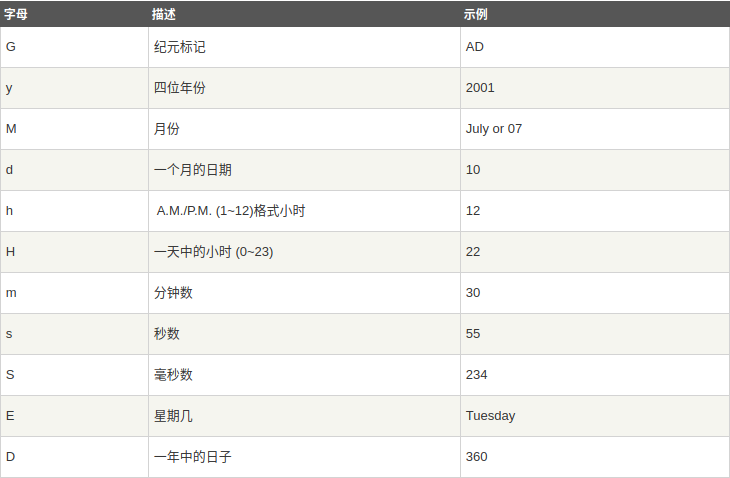 字母 描述 示例
G 纪元标记 AD
y 四位年份 2001
M 月份 July or 07
d 一个月的日期 10
h A.M./P.M. (1~12)格式小时 12
H 一天中的小时 (0~23) 22
m 分钟数 30
s 秒数 55
S 毫秒数 234
E 星期几 Tuesday
D 一年中的日子 360